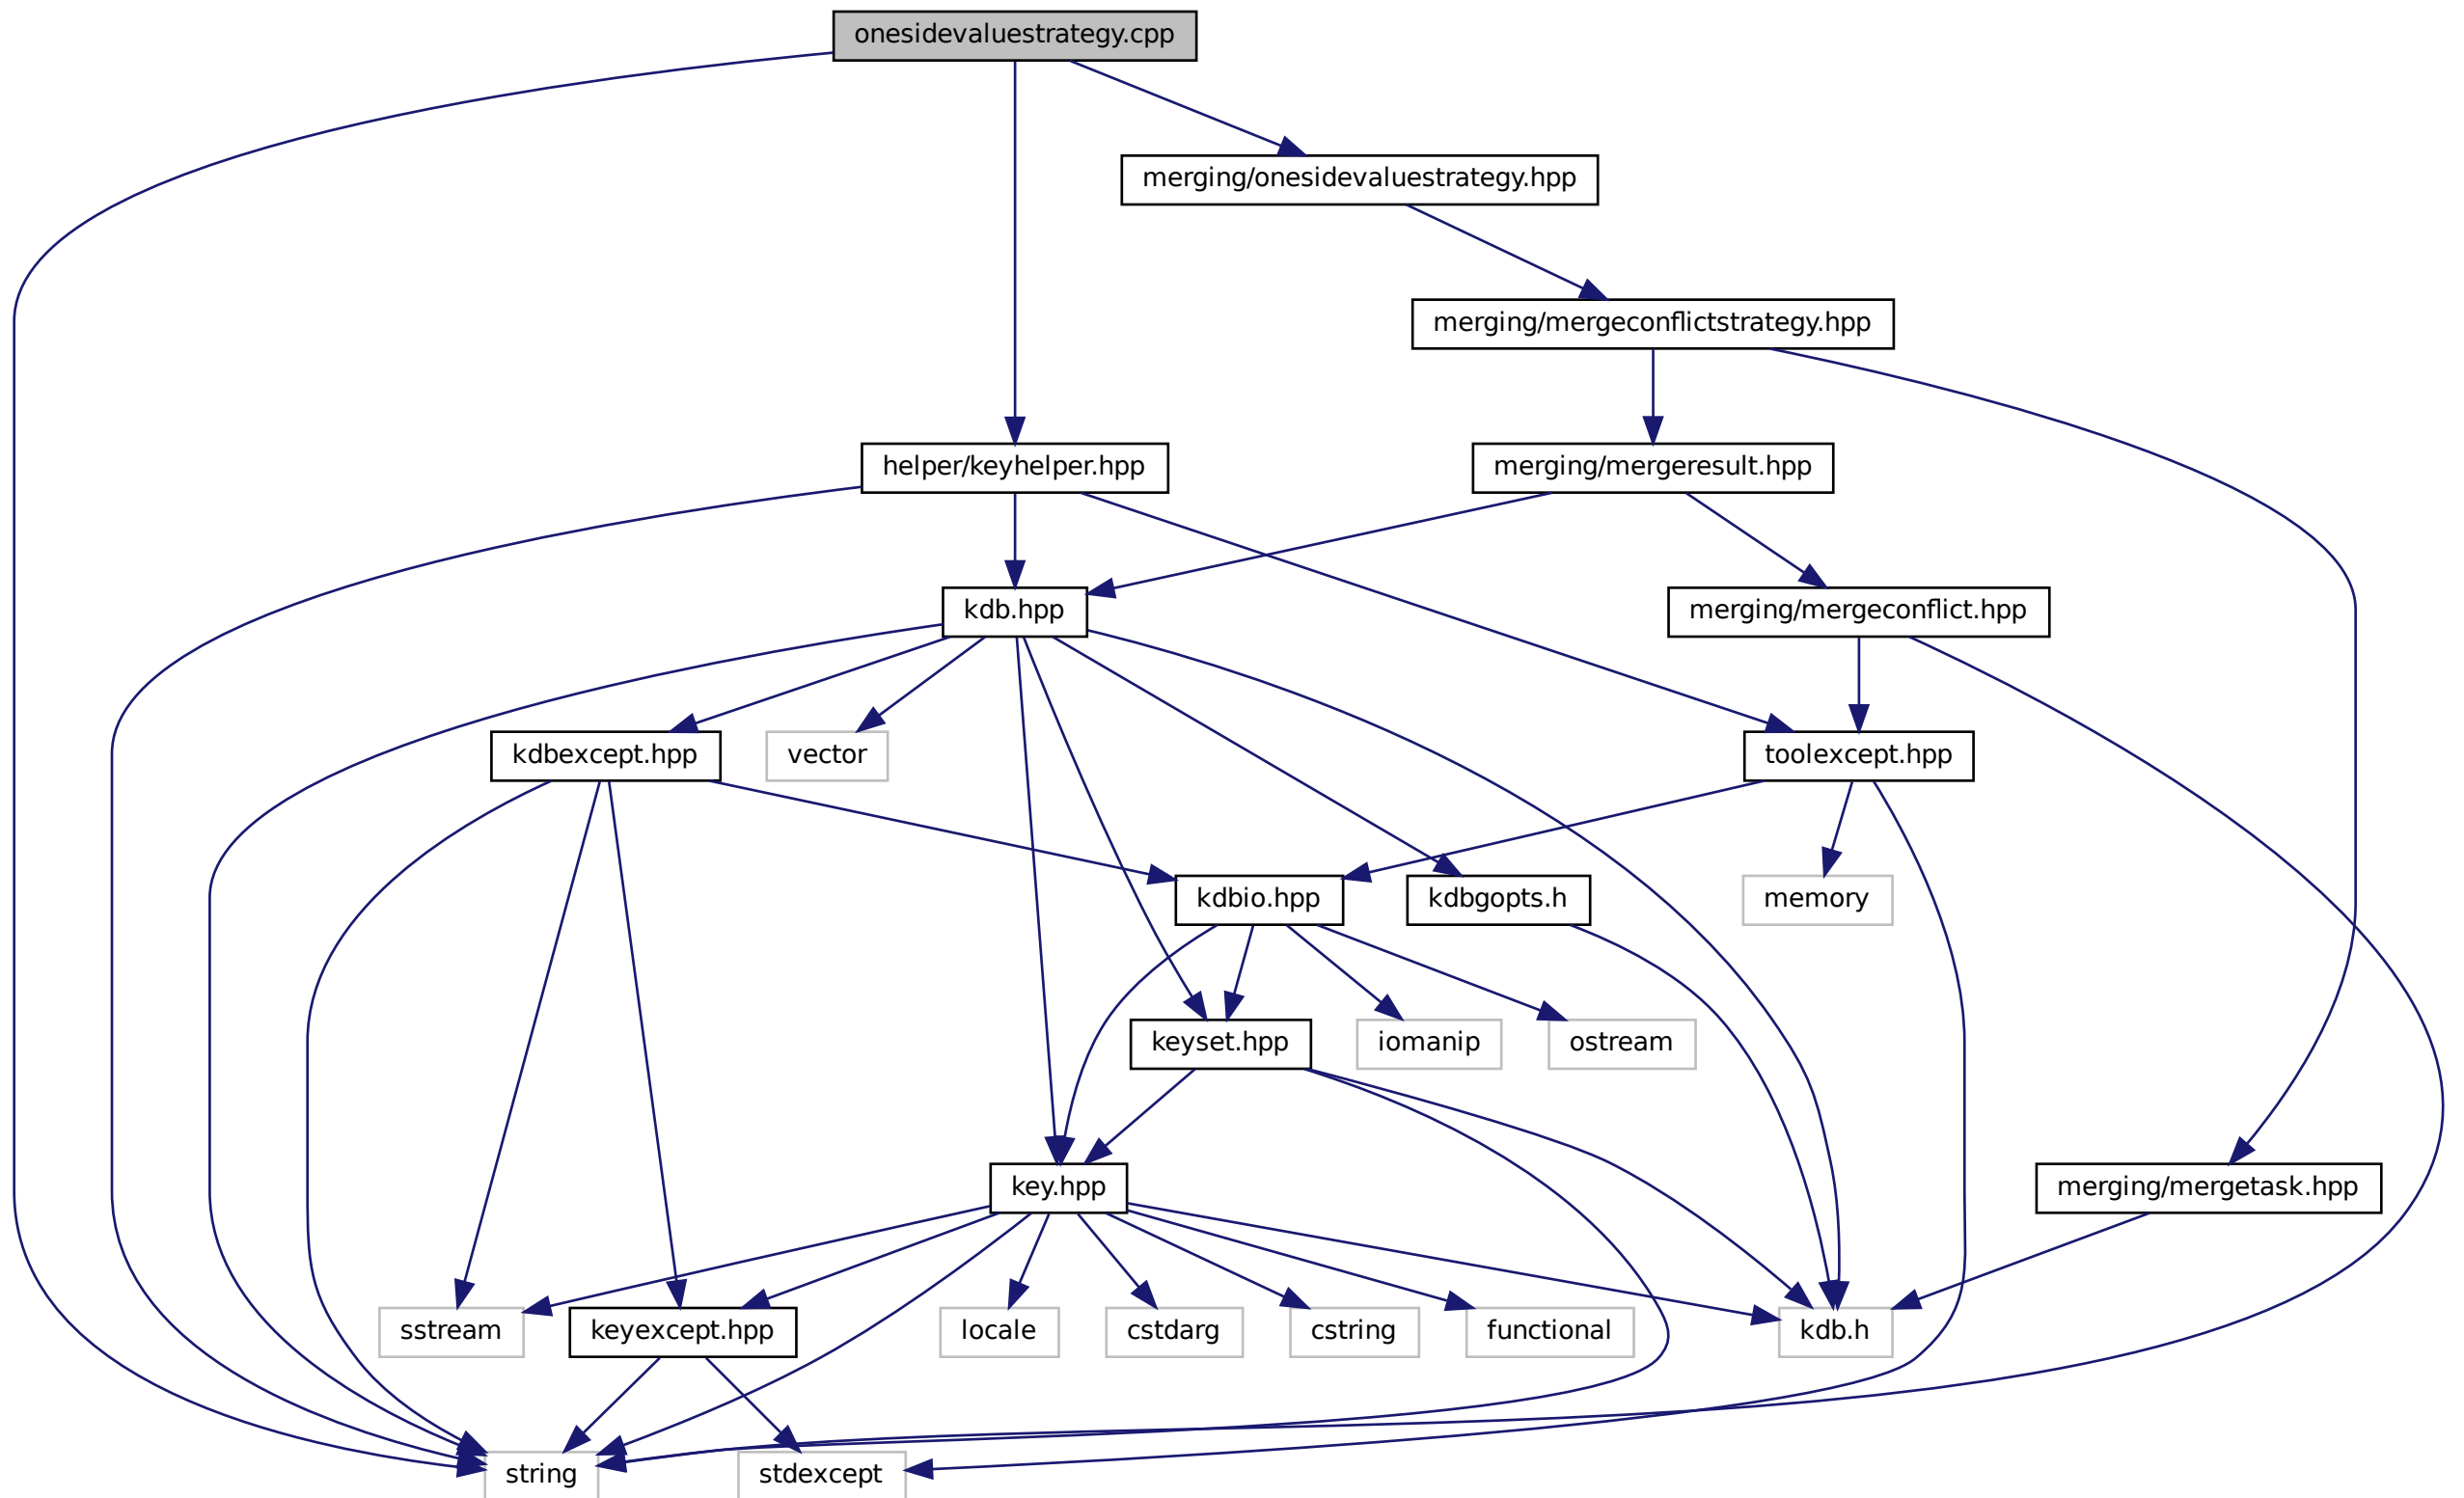 onesidevaluestrategy.cpp
merging/onesidevaluestrategy.hpp
merging/mergeconflictstrategy.hpp
helper/keyhelper.hpp
merging/mergeresult.hpp
kdb.hpp
merging/mergeconflict.hpp
kdbexcept.hpp
vector
toolexcept.hpp
kdbio.hpp
kdbgopts.h
memory
keyset.hpp
iomanip
ostream
key.hpp
merging/mergetask.hpp
sstream
keyexcept.hpp
locale
cstdarg
cstring
functional
kdb.h
string
stdexcept